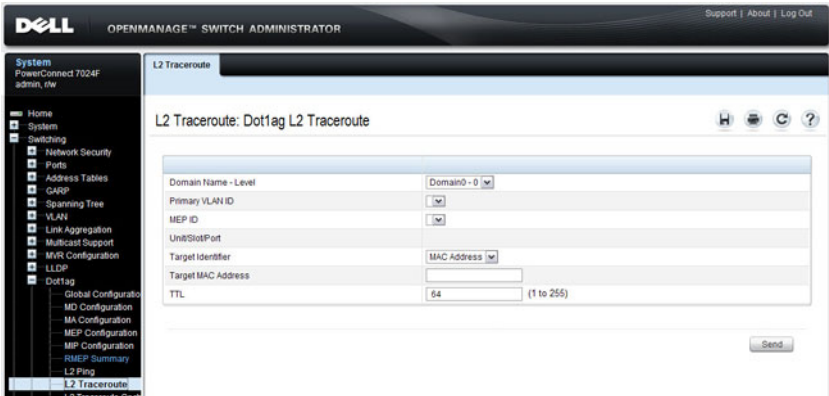 Support | About | Log Out
DELL
OPENMANAGE™ SWITCH ADMINISTRATOR
System
PowerConnect 7024F
admin, r/w
L2 Traceroute
Home
System
Switching
Network Security
Ports
Address Tables
GARP
Spanning Tree
VLAN
Link Aggregation
Multicast Support
MVR Configuration
LLDP
Dot1ag
Global Configuratio
MD Configuration
MA Configuration
MEP Configuration
MIP Configuration
RMEP Summary
L2 Ping
L2 Traceroute
L2 Traceroute: Dot1ag L2 Traceroute
Domain Name - Level Domain0 - 0
Primary VLAN ID
MEP ID
Unit/Slot/Port
Target Identifier MAC Address
Target MAC Address
TTL 64 (1 to 255)
Send